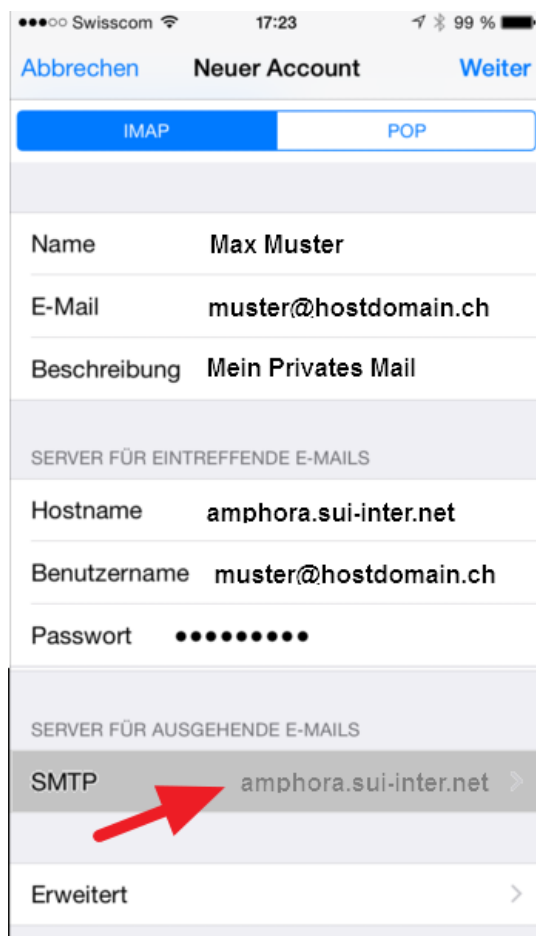 Swisscom 17:23 99 %
Abbrechen Neuer Account Weiter
IMAP POP
Name Max Muster
E-Mail muster@hostdomain.ch
Beschreibung Mein Privates Mail
SERVER FÜR EINTREFFENDE E-MAILS
Hostname amphora.sui-inter.net
Benutzername muster@hostdomain.ch
Passwort •••••••••
SERVER FÜR AUSGEHENDE E-MAILS
SMTP amphora.sui-inter.net
Erweitert